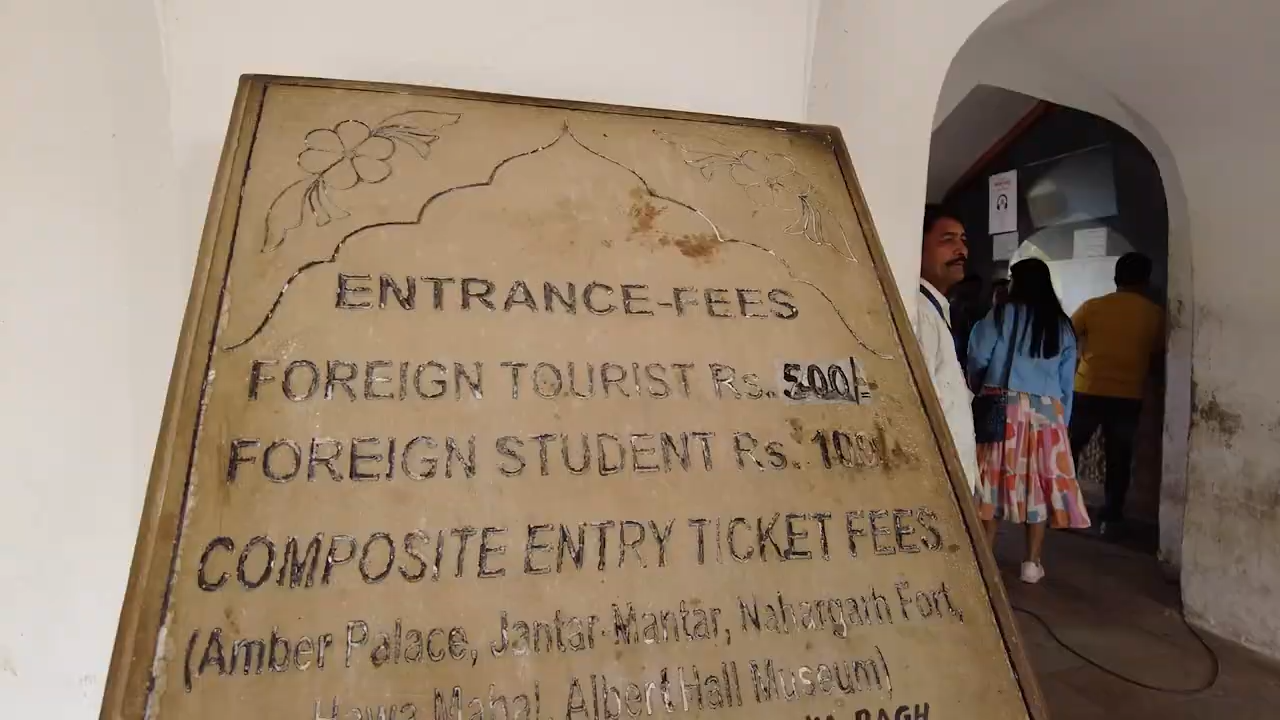 ENTRANCE-FEES
FOREIGN TOURIST Rs. 500/-
FOREIGN STUDENT Rs. 100/-
COMPOSITE ENTRY TICKET FEES
(Amber Palace, Jantar-Mantar, Nahargarh Fort,
Hawa Mahal, Albert Hall Museum)
BAGH